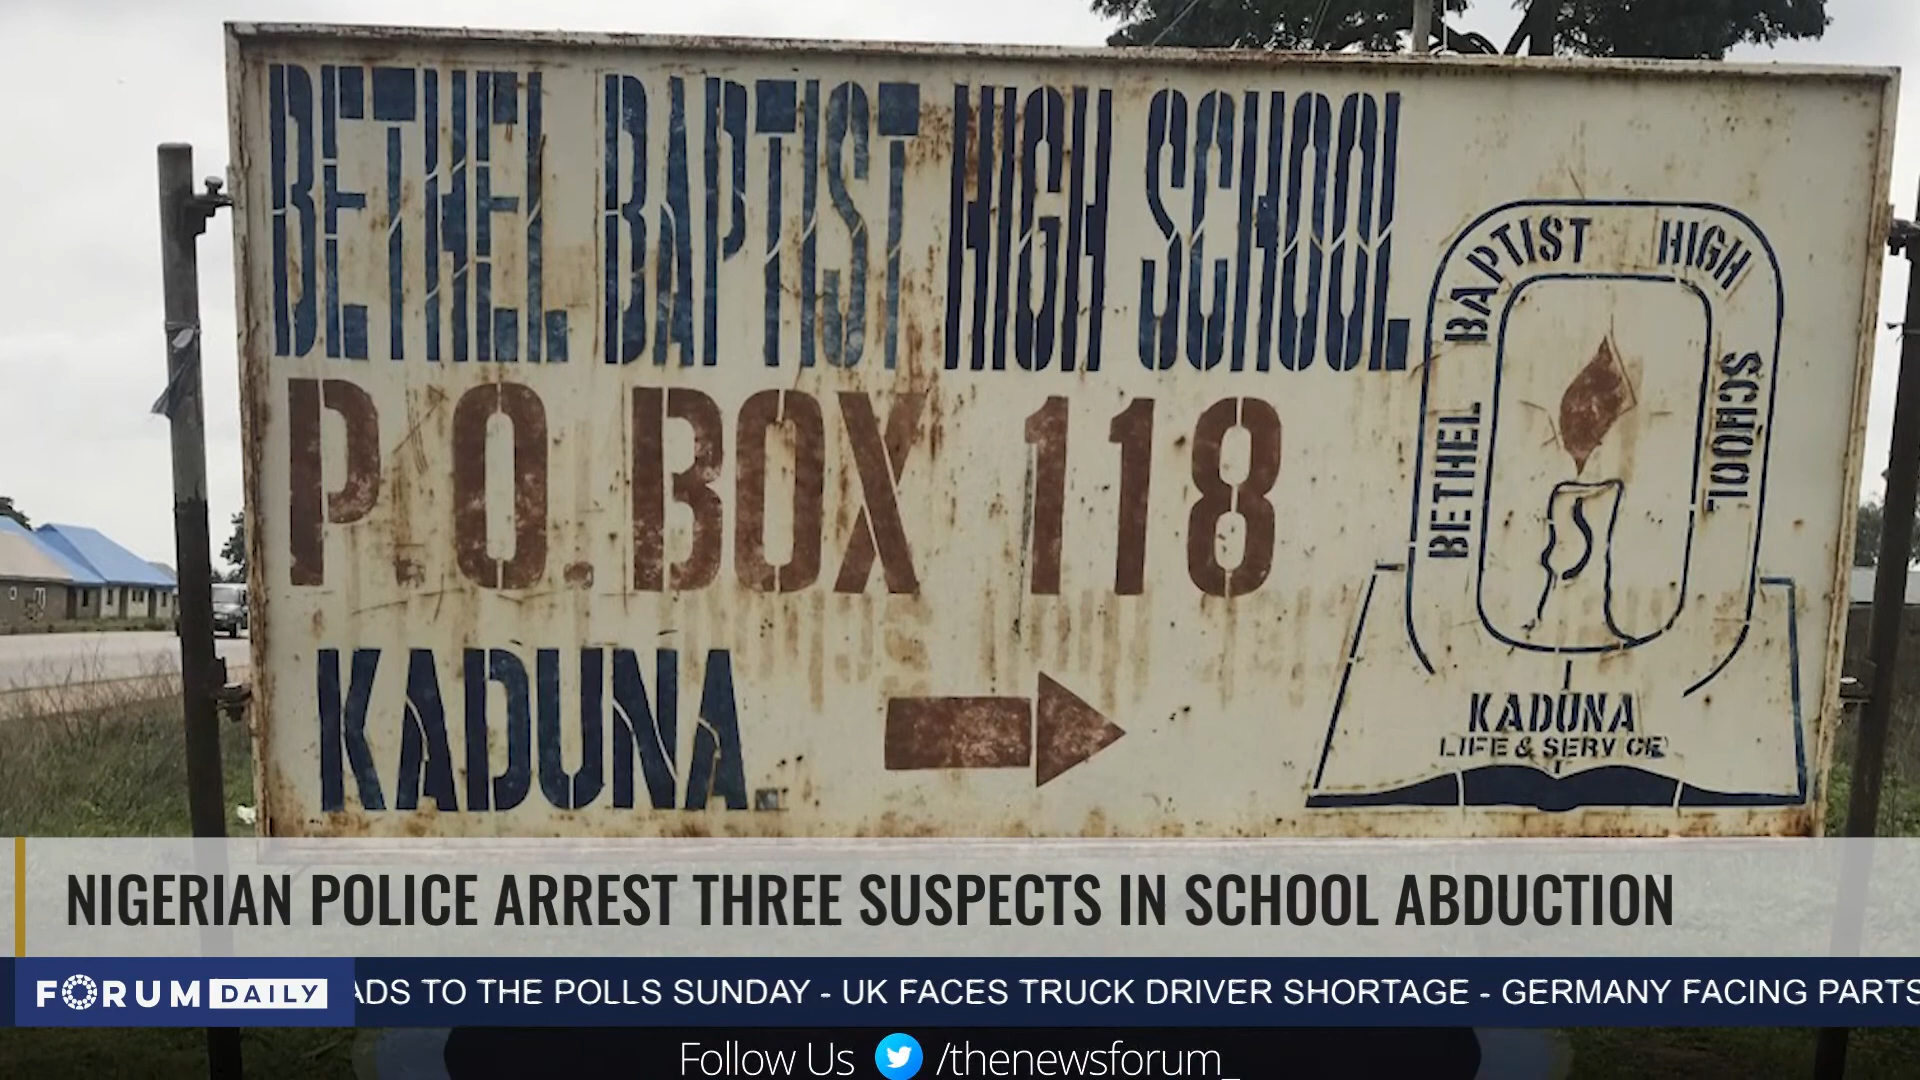 BETHEL BAPTIST HIGH SCHOOL
P.O. BOX 118
KADUNA.
BETHEL BAPTIST HIGH SCHOOL
KADUNA
LIFE & SERVICE
NIGERIAN POLICE ARREST THREE SUSPECTS IN SCHOOL ABDUCTION
FORUM DAILY
ADS TO THE POLLS SUNDAY - UK FACES TRUCK DRIVER SHORTAGE - GERMANY FACING PARTS
Follow Us /thenewsforum_